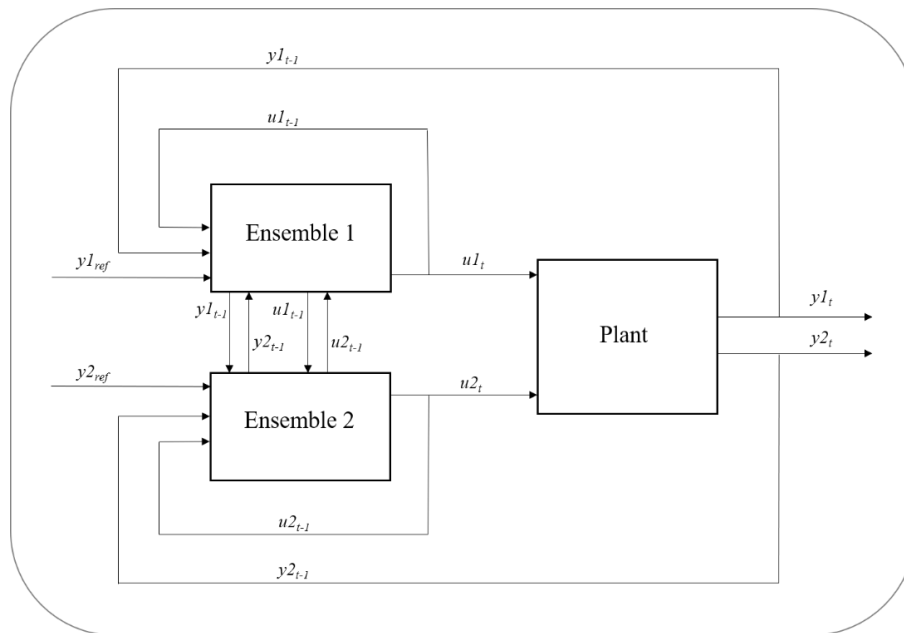 y1t-1
u1t-1
Ensemble 1
y1ref
u1t
y1t
y1t-1
u1t-1
Plant
y2t-1
u2t-1
y2t
y2ref
u2t
Ensemble 2
u2t-1
y2t-1